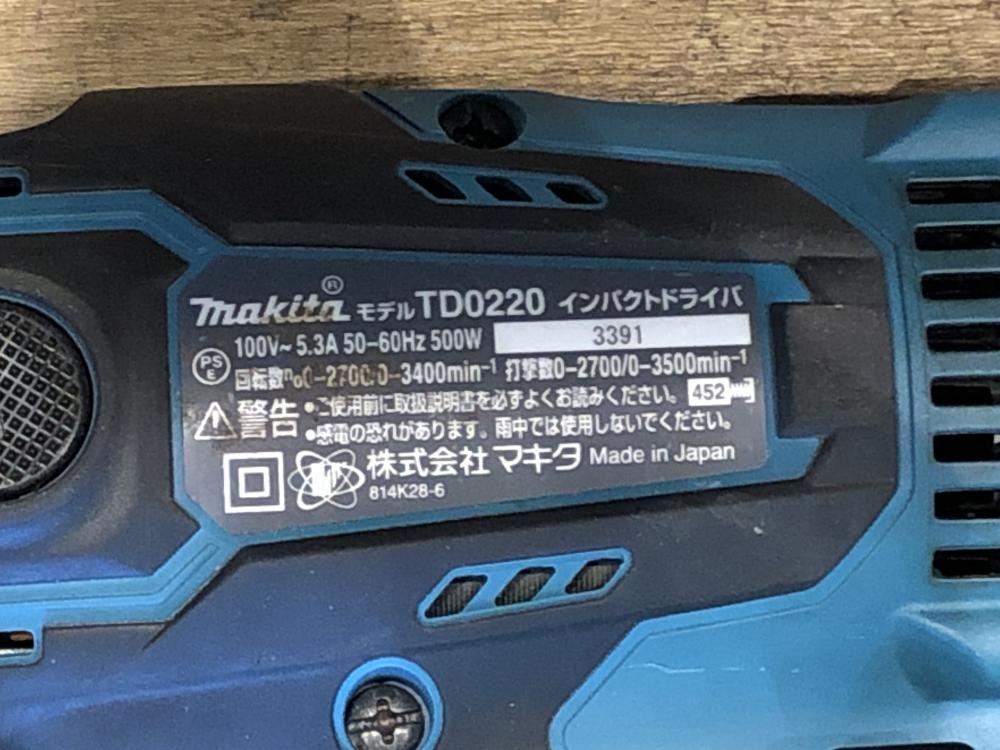 makita® モデル TD0220 インパクトドライバ
100V~ 5.3A 50-60Hz 500W 3391
PS E 回転数n₀0-2700/0-3400min⁻¹ 打撃数0-2700/0-3500min⁻¹
警告 •ご使用前に取扱説明書を必ずよくお読みください。 452
•感電の恐れがあります。雨中では使用しないでください。
株式会社 マキタ Made in Japan
814K28-6